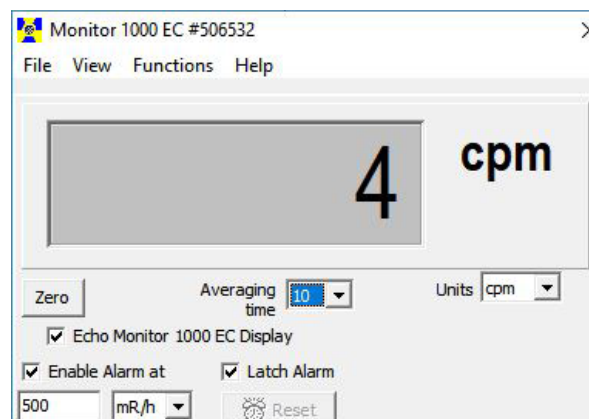 Monitor 1000 EC #506532
File View Functions Help
4 cpm
Zero Averaging time 10 Units cpm
Echo Monitor 1000 EC Display
Enable Alarm at Latch Alarm
500 mR/h Reset